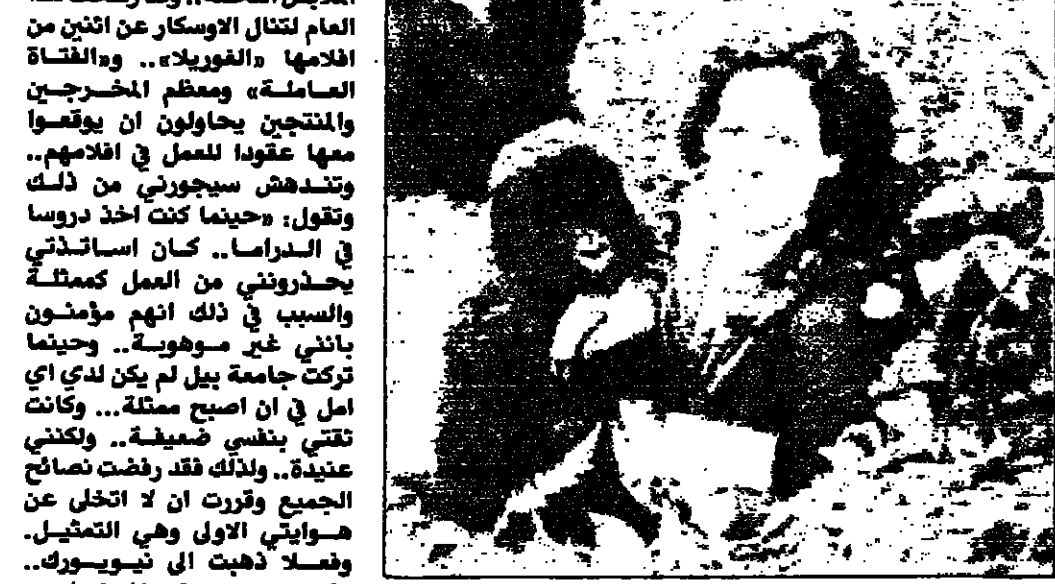 العام لتنال الاوسكار عن اثنين من
افلامها «الغوريلا».. و«الفتاة
العاملة» ومعظم المخرجين
والمنتجين يحاولون ان يوقعوا
معها عقودا للعمل في افلامهم..
وتندهش سيجورني من ذلك
وتقول: «حينما كنت اخذ دروسا
في الدراما.. كان اساتذتي
يحذرونني من العمل كممثلة
والسبب في ذلك انهم مؤمنون
بانني غير موهوبة.. وحينما
تركت جامعة بيل لم يكن لدي اي
امل في ان اصبح ممثلة... وكانت
ثقتي بنفسي ضعيفة.. ولكنني
عنيدة.. ولذلك فقد رفضت نصائح
الجميع وقررت ان لا اتخلى عن
هوايتي الاولى وهي التمثيل.
وفعلا ذهبت الى نيويورك..